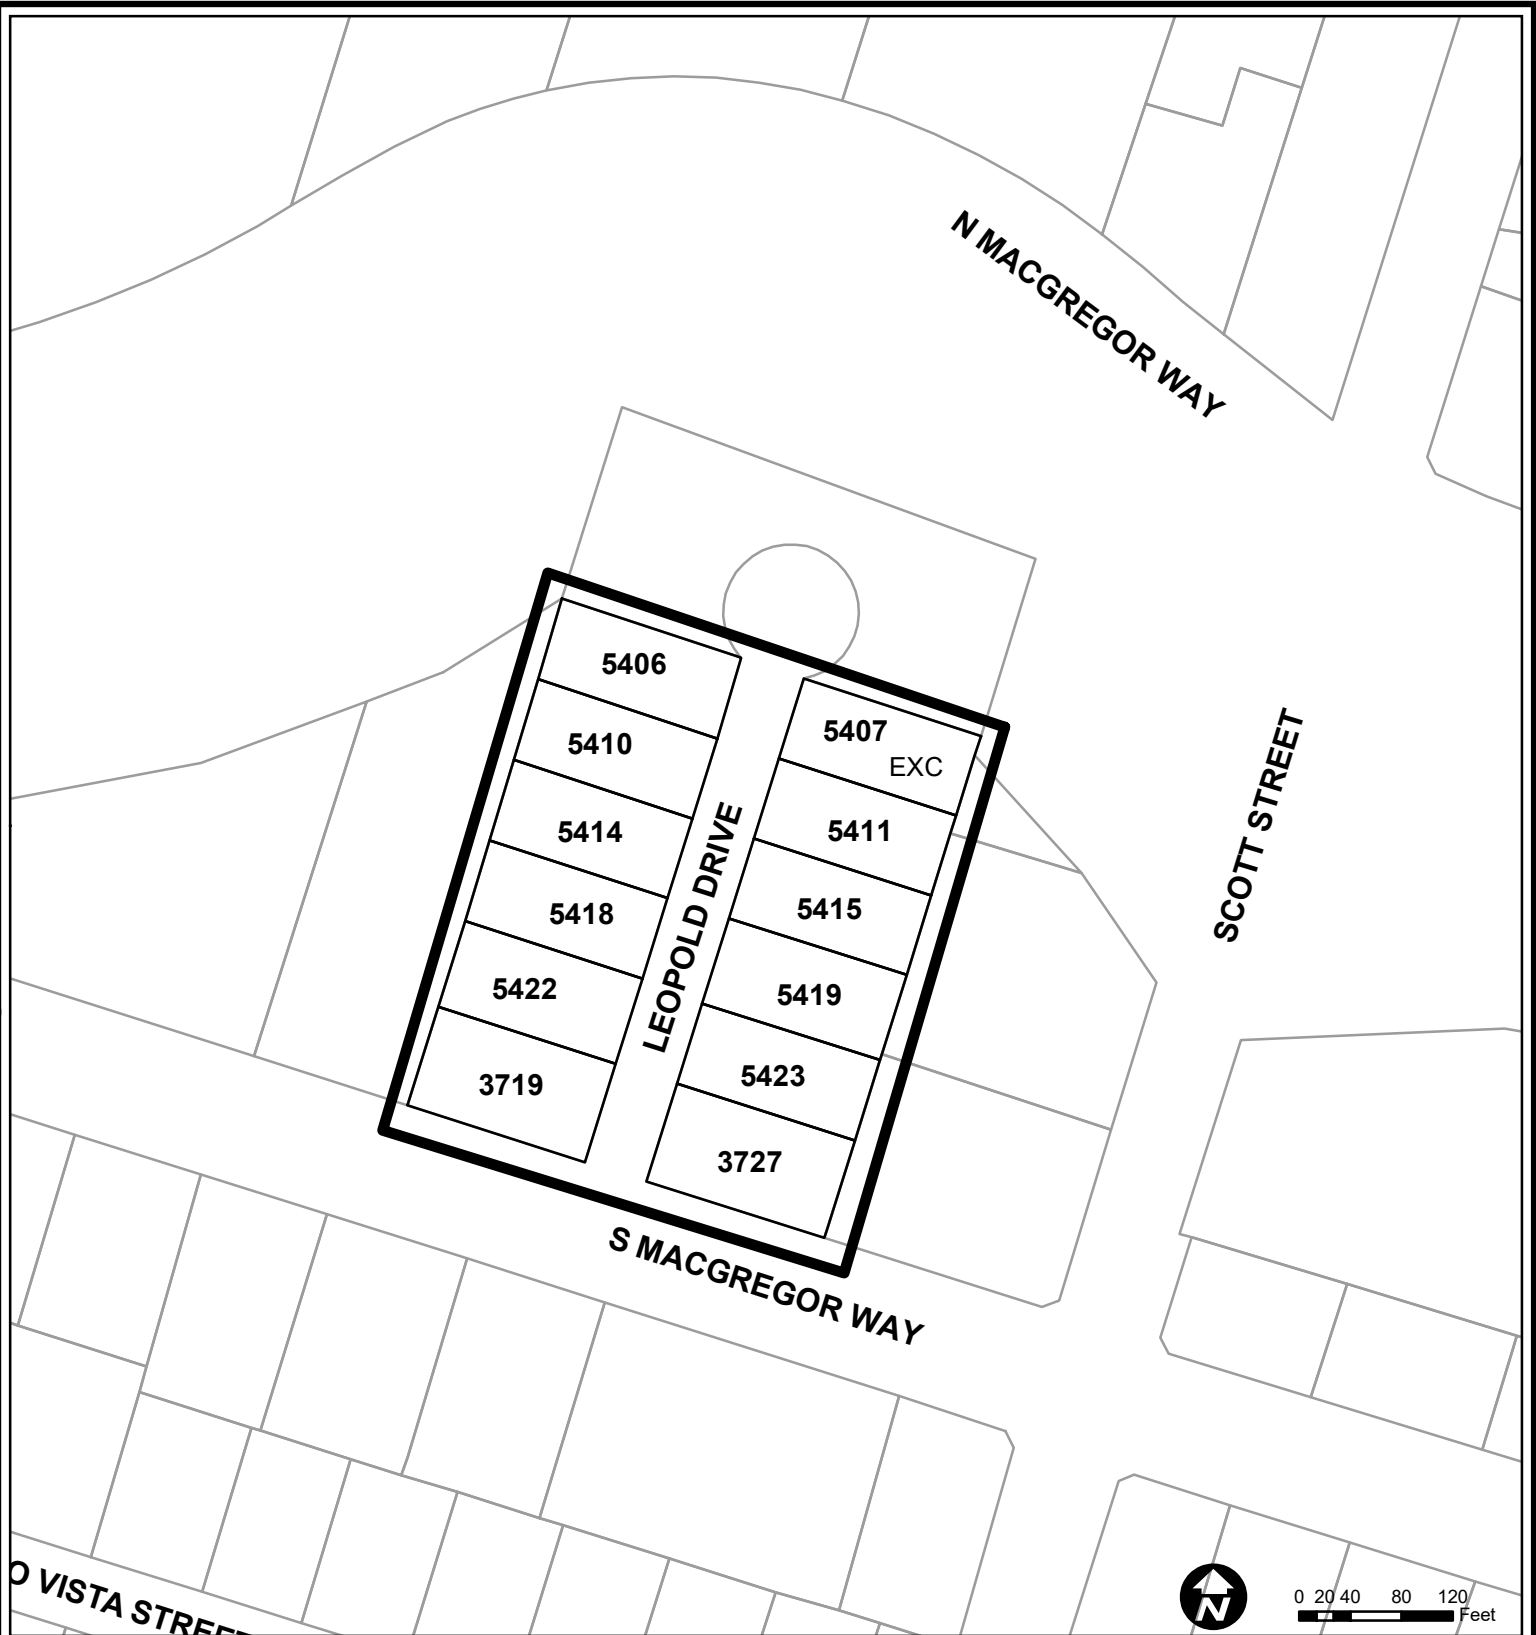 N MACGREGOR WAY
5406
5407
EXC
5410
5411
5414
5415
5418
5419
5422
5423
3719
3727
LEOPOLD DRIVE
SCOTT STREET
S MACGREGOR WAY
O VISTA STREET
N
0 20 40 80 120
Feet